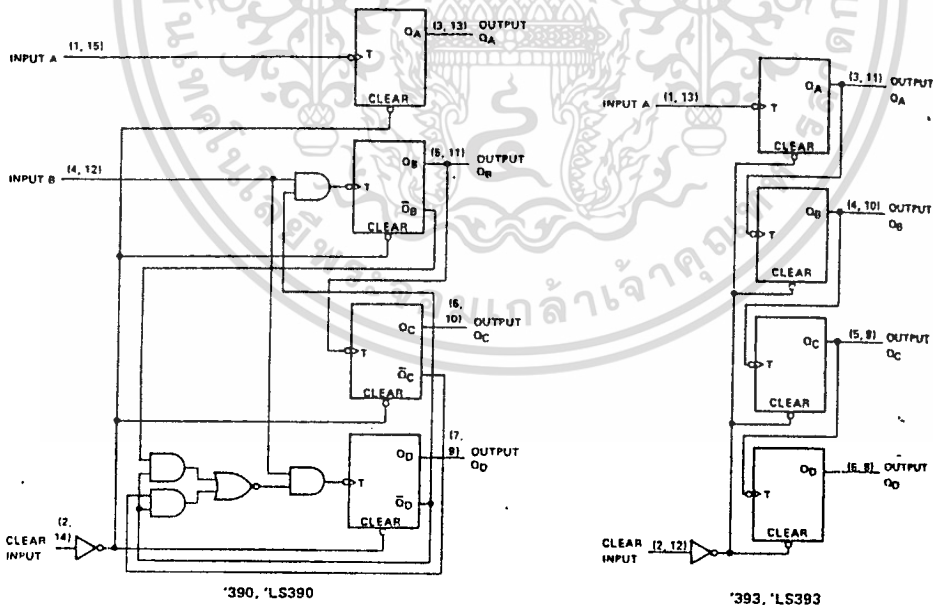 INPUT A (1, 15)
T
QA (3, 13) OUTPUT
QA
CLEAR
INPUT B (4, 12)
T
QB (5, 11) OUTPUT
QB
Q̅B
CLEAR
T
QC (6, 10) OUTPUT
QC
Q̅C
CLEAR
T
QD (7, 9) OUTPUT
QD
Q̅D
CLEAR
CLEAR INPUT (2, 14)
'390, 'LS390
INPUT A (1, 13)
T
QA (3, 11) OUTPUT
QA
CLEAR
T
QB (4, 10) OUTPUT
QB
CLEAR
T
QC (5, 9) OUTPUT
QC
CLEAR
T
QD (6, 8) OUTPUT
QD
CLEAR
CLEAR INPUT (2, 12)
'393, 'LS393